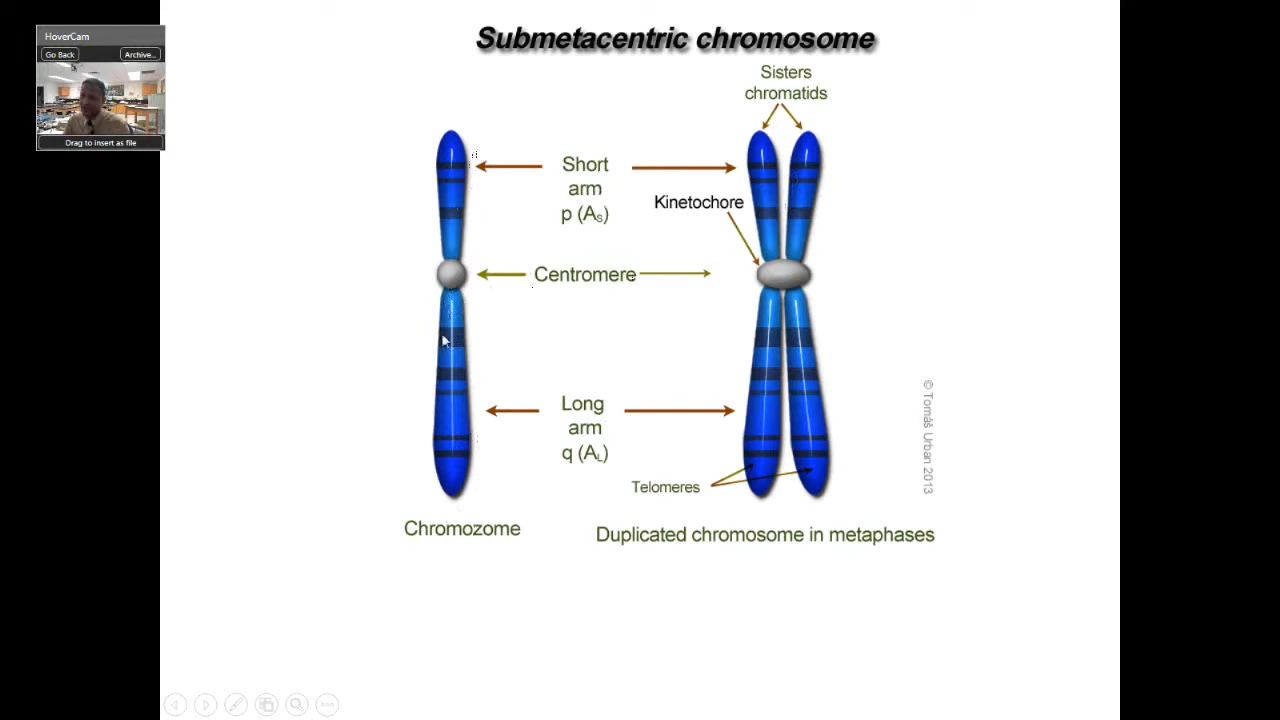 HoverCam
Go Back
Archive...
Drag to insert as file
Submetacentric chromosome
Sisters
chromatids
Short
arm
p (As)
Kinetochore
Centromere
Long
arm
q (AL)
Telomeres
© Tomáš Urban 2013
Chromozome
Duplicated chromosome in metaphases